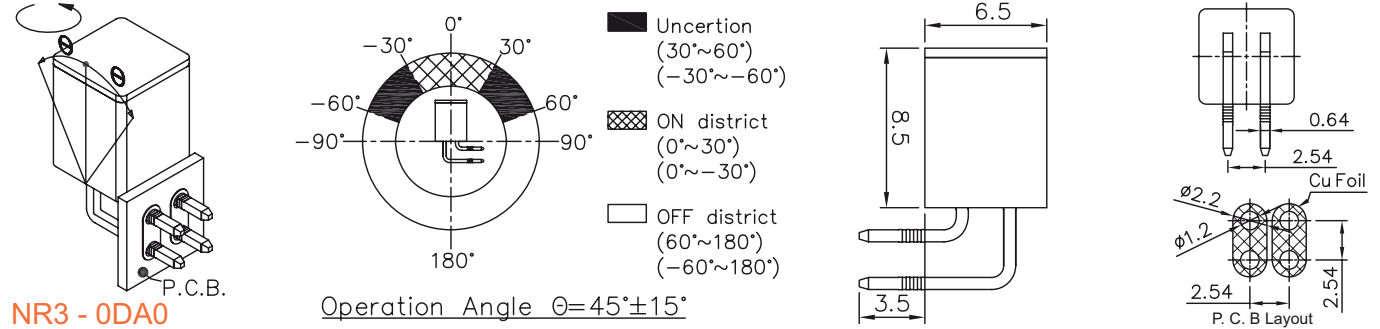 P.C.B.
NR3 - 0DA0
0°
-30°
30°
-60°
60°
-90°
90°
180°
Operation Angle Θ=45°±15°
Uncertion
(30°~60°)
(-30°~-60°)
ON district
(0°~30°)
(0°~-30°)
OFF district
(60°~180°)
(-60°~180°)
6.5
8.5
3.5
0.64
2.54
Cu Foil
ø2.2
ø1.2
2.54
2.54
P. C. B Layout